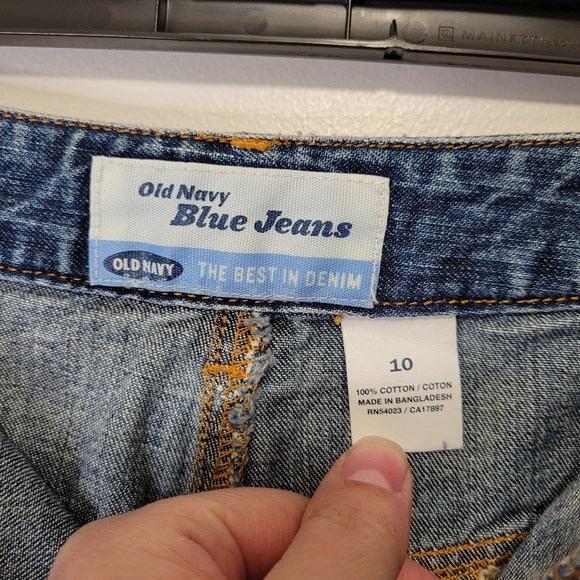 MAINETTI
Old Navy
Blue Jeans
OLD NAVY THE BEST IN DENIM
10
100% COTTON / COTON
MADE IN BANGLADESH
RN54023 / CA17897